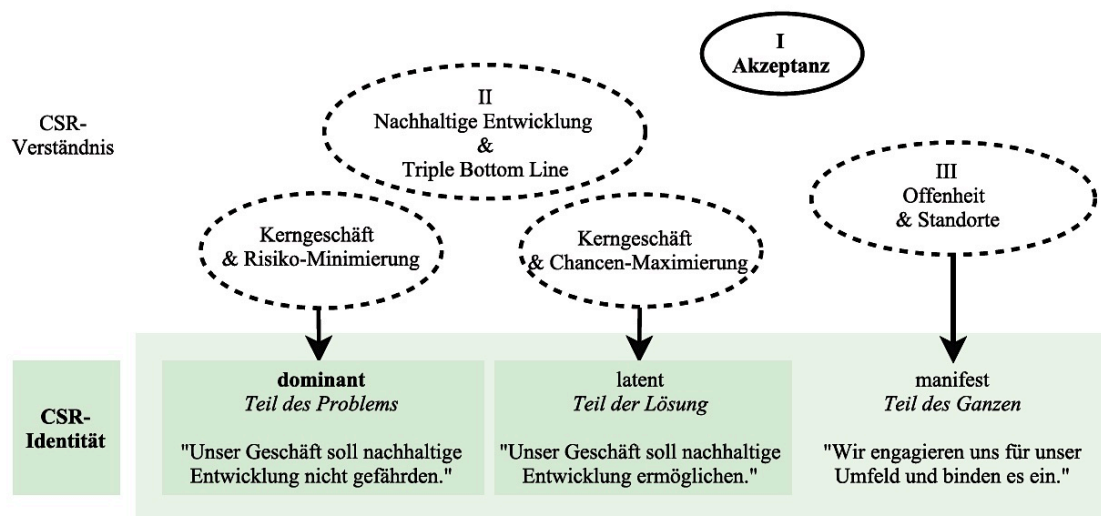 I
Akzeptanz
CSR-
Verständnis
II
Nachhaltige Entwicklung
&
Triple Bottom Line
III
Offenheit
& Standorte
Kerngeschäft
& Risiko-Minimierung
Kerngeschäft
& Chancen-Maximierung
CSR-
Identität
dominant
Teil des Problems
"Unser Geschäft soll nachhaltige
Entwicklung nicht gefährden."
latent
Teil der Lösung
"Unser Geschäft soll nachhaltige
Entwicklung ermöglichen."
manifest
Teil des Ganzen
"Wir engagieren uns für unser
Umfeld und binden es ein."